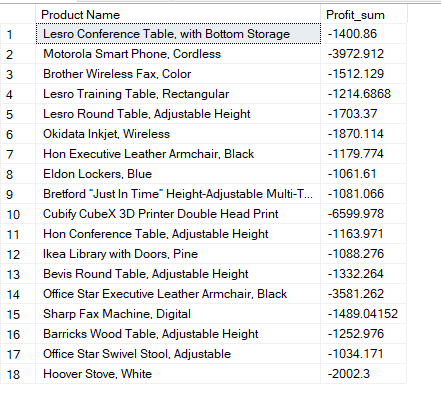 Product Name Profit_sum
1 Lesro Conference Table, with Bottom Storage -1400.86
2 Motorola Smart Phone, Cordless -3972.912
3 Brother Wireless Fax, Color -1512.129
4 Lesro Training Table, Rectangular -1214.6868
5 Lesro Round Table, Adjustable Height -1703.37
6 Okidata Inkjet, Wireless -1870.114
7 Hon Executive Leather Armchair, Black -1179.774
8 Eldon Lockers, Blue -1061.61
9 Bretford “Just In Time” Height-Adjustable Multi-T... -1081.066
10 Cubify CubeX 3D Printer Double Head Print -6599.978
11 Hon Conference Table, Adjustable Height -1163.971
12 Ikea Library with Doors, Pine -1088.276
13 Bevis Round Table, Adjustable Height -1332.264
14 Office Star Executive Leather Armchair, Black -3581.262
15 Sharp Fax Machine, Digital -1489.04152
16 Barricks Wood Table, Adjustable Height -1252.976
17 Office Star Swivel Stool, Adjustable -1034.171
18 Hoover Stove, White -2002.3